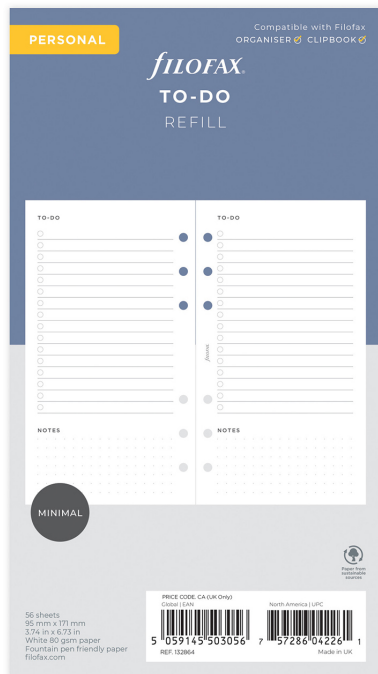 PERSONAL
Compatible with Filofax
ORGANISER CLIPBOOK
fILOFAX
TO-DO
REFILL
TO-DO
TO-DO
filofax
NOTES
NOTES
MINIMAL
Paper from
sustainable
sources
56 sheets
95 mm x 171 mm
3.74 in x 6.73 in
White 80 gsm paper
Fountain pen friendly paper
filofax.com
PRICE CODE. CA (UK Only)
Global | EAN
North America | UPC
5 059145 503056
7 57286 04226 1
REF. 132864
Made in UK